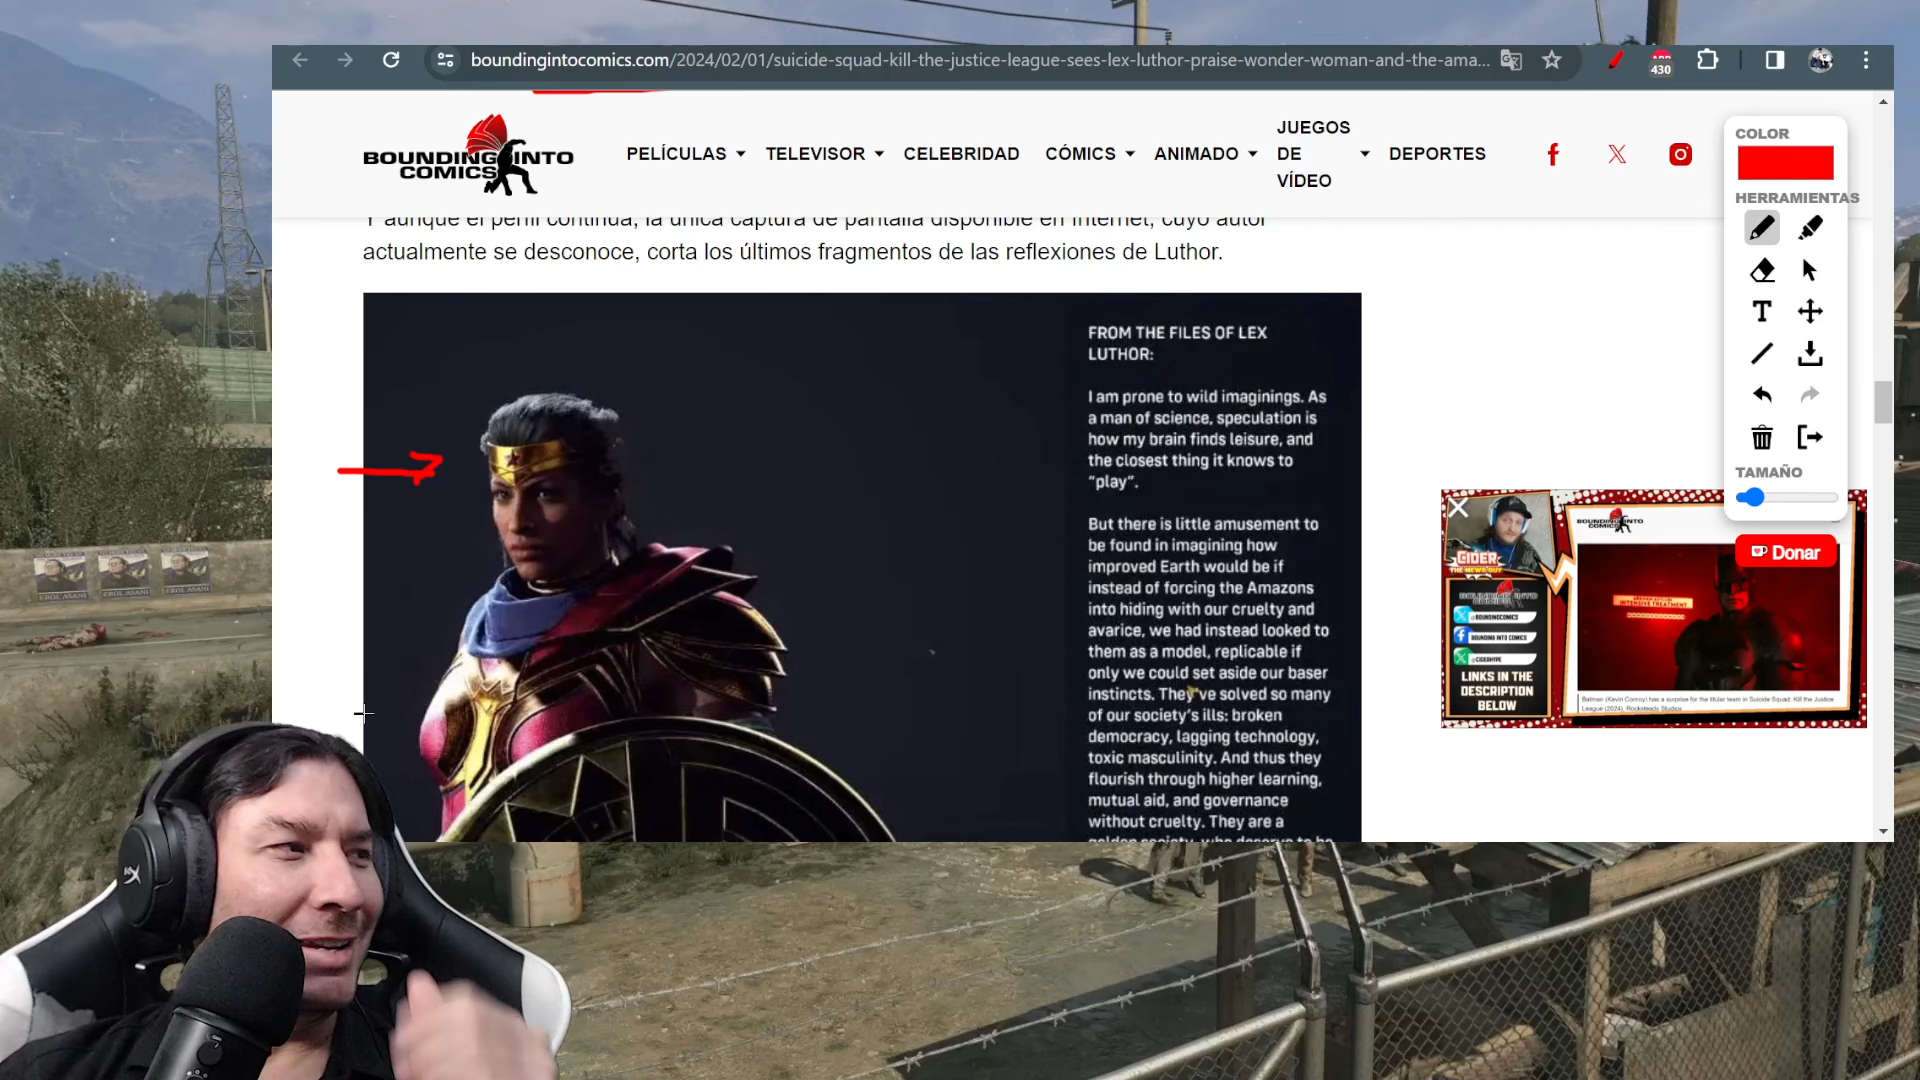 boundingintocomics.com/2024/02/01/suicide-squad-kill-the-justice-league-sees-lex-luthor-praise-wonder-woman-and-the-ama...
430
BOUNDING INTO
COMICS
PELÍCULAS
TELEVISOR
CELEBRIDAD
CÓMICS
ANIMADO
JUEGOS
DE
VÍDEO
DEPORTES
COLOR
HERRAMIENTAS
TAMAÑO
Donar
Y aunque el perfil continúa, la única captura de pantalla disponible en Internet, cuyo autor
actualmente se desconoce, corta los últimos fragmentos de las reflexiones de Luthor.
FROM THE FILES OF LEX
LUTHOR:
I am prone to wild imaginings. As
a man of science, speculation is
how my brain finds leisure, and
the closest thing it knows to
"play".
But there is little amusement to
be found in imagining how
improved Earth would be if
instead of forcing the Amazons
into hiding with our cruelty and
avarice, we had instead looked to
them as a model, replicable if
only we could set aside our baser
instincts. They've solved so many
of our society's ills: broken
democracy, lagging technology,
toxic masculinity. And thus they
flourish through higher learning,
mutual aid, and governance
without cruelty. They are a
golden society, who deserve to be
CIDER
THE NEWS OUT
BOUNDING INTO
COMICS
@BOUNDINGCOMICS
BOUNDING INTO COMICS
@CIDERHYPE
LINKS IN THE
DESCRIPTION
BELOW
BOUNDING INTO
COMICS
INTENSIVE TREATMENT
Batman (Kevin Conroy) has a surprise for the titular team in Suicide Squad: Kill the Justice
League (2024), Rocksteady Studios
EROL ASANI
EROL ASANI
EROL ASANI